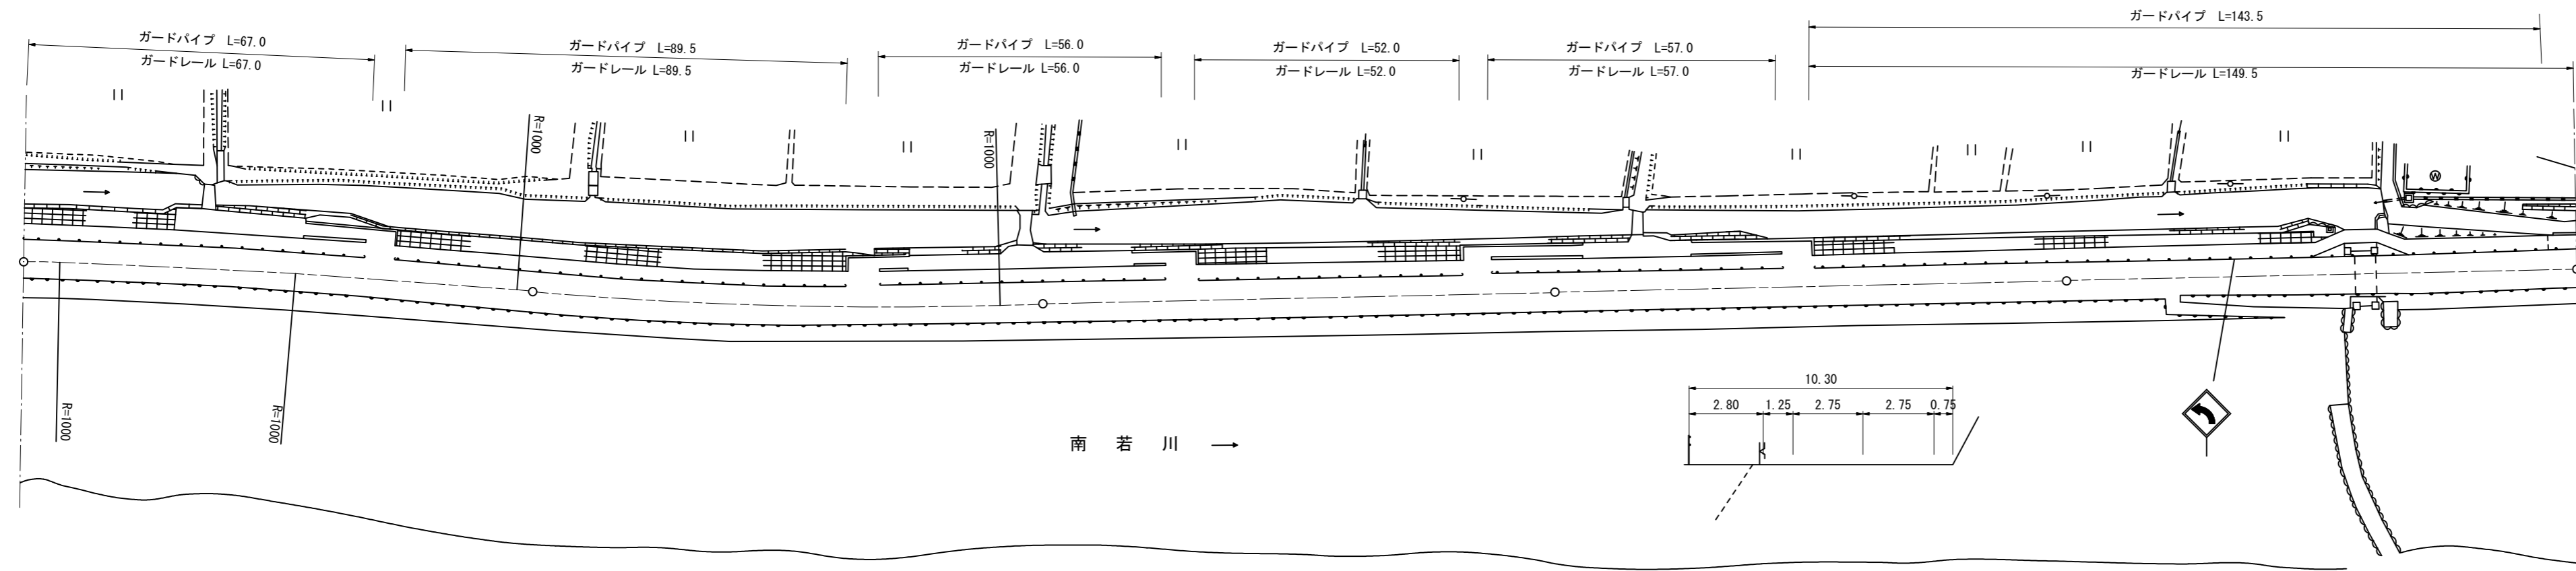 ガードパイプ L=67.0
ガードレール L=67.0
ガードパイプ L=89.5
ガードレール L=89.5
ガードパイプ L=56.0
ガードレール L=56.0
ガードパイプ L=52.0
ガードレール L=52.0
ガードパイプ L=57.0
ガードレール L=57.0
ガードパイプ L=143.5
ガードレール L=149.5
R=1000
R=1000
W
R=1000
R=1000
10.30
2.80 1.25 2.75 2.75 0.75
南 若 川